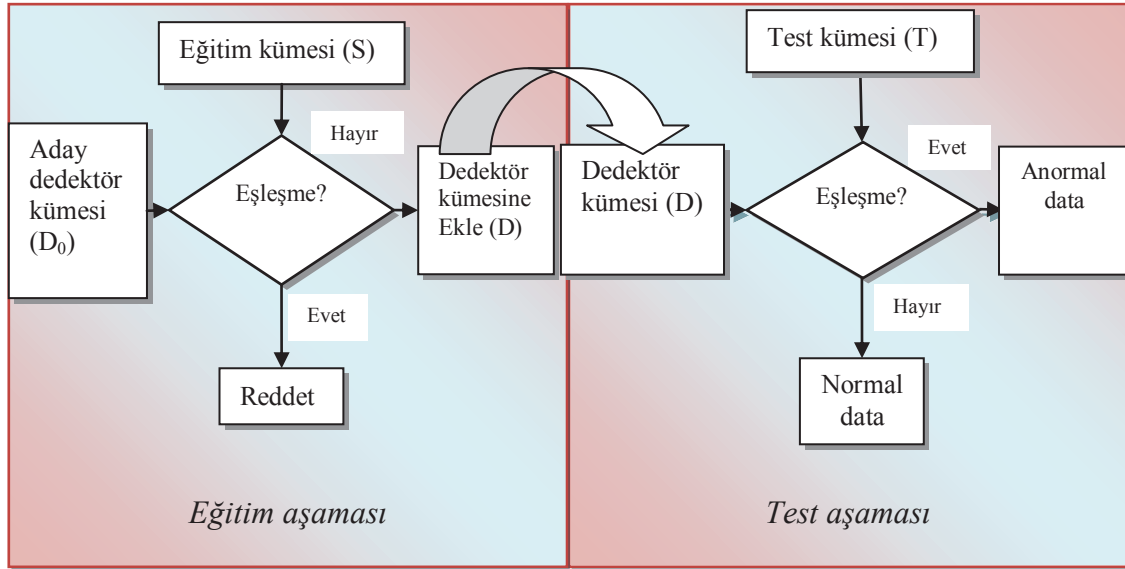 Eğitim kümesi (S)
Hayır
Aday
dedektör
kümesi
(D₀)
Eşleşme?
Dedektör
kümesine
Ekle (D)
Evet
Reddet
Eğitim aşaması
Test kümesi (T)
Evet
Dedektör
kümesi (D)
Eşleşme?
Anormal
data
Hayır
Normal
data
Test aşaması